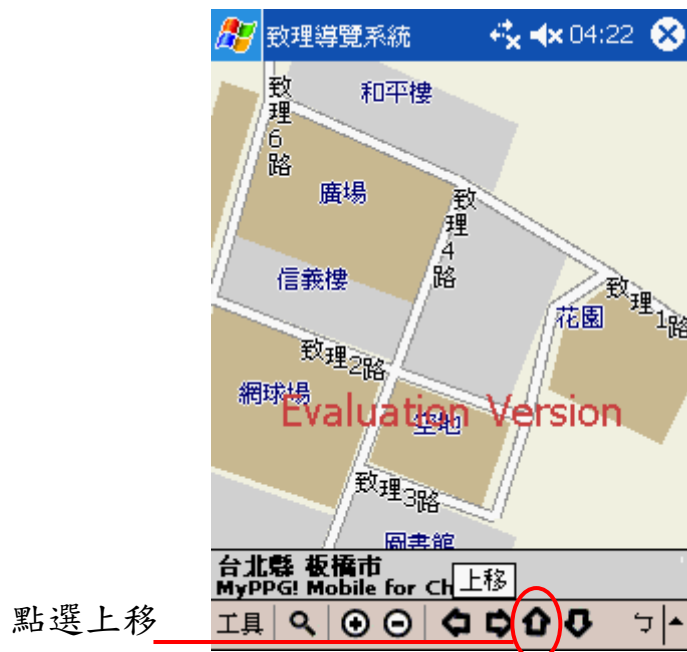 致理導覽系統 04:22
和平樓
致理6路
廣場
致理4路
信義樓
致理1路
花園
致理2路
網球場
Evaluation Version
空地
致理3路
圖書館
台北縣 板橋市
MyPPG! Mobile for Ch
上移
點選上移
工具
ㄅ